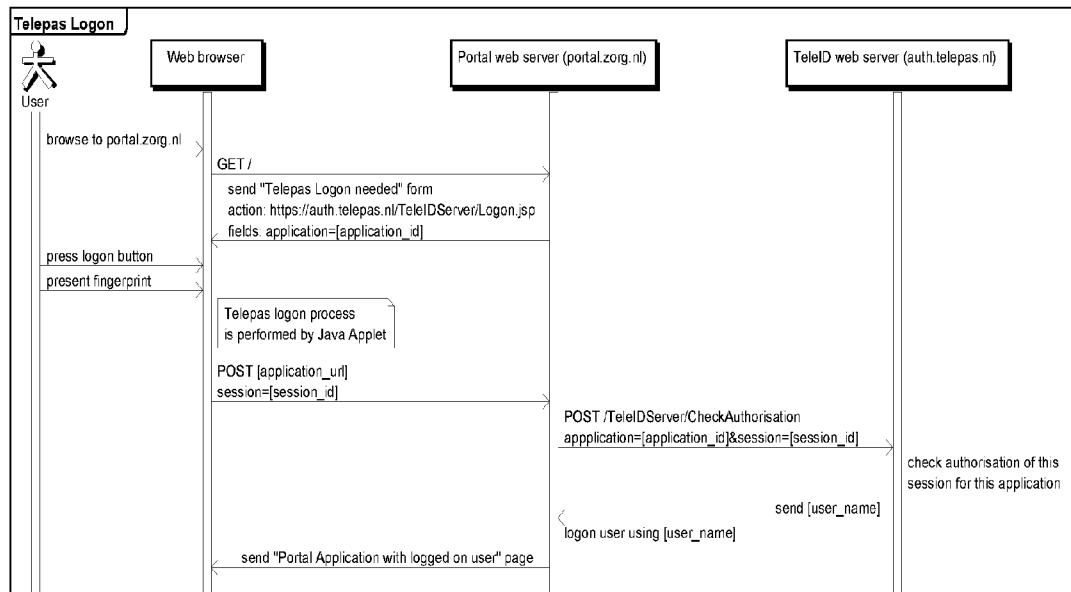 Telepas Logon
User
Web browser
Portal web server (portal.zorg.nl)
TeleID web server (auth.telepas.nl)
browse to portal.zorg.nl
GET /
send "Telepas Logon needed" form
action: https://auth.telepas.nl/TeleIDServer/Logon.jsp
fields: application=[application_id]
press logon button
present fingerprint
Telepas logon process
is performed by Java Applet
POST [application_url]
session=[session_id]
POST /TeleIDServer/CheckAuthorisation
appplication=[application_id]&session=[session_id]
check authorisation of this
session for this application
send [user_name]
logon user using [user_name]
send "Portal Application with logged on user" page